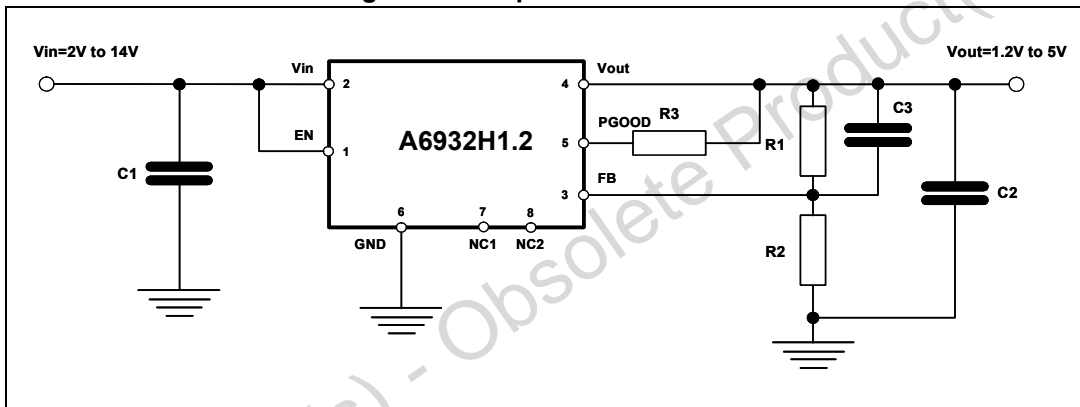 Vin=2V to 14V
Vout=1.2V to 5V
Vin
2
EN
1
A6932H1.2
4
Vout
5
PGOOD
R3
3
FB
6
7
8
GND
NC1
NC2
C1
R1
C3
R2
C2
Obsolete Product(
s) -